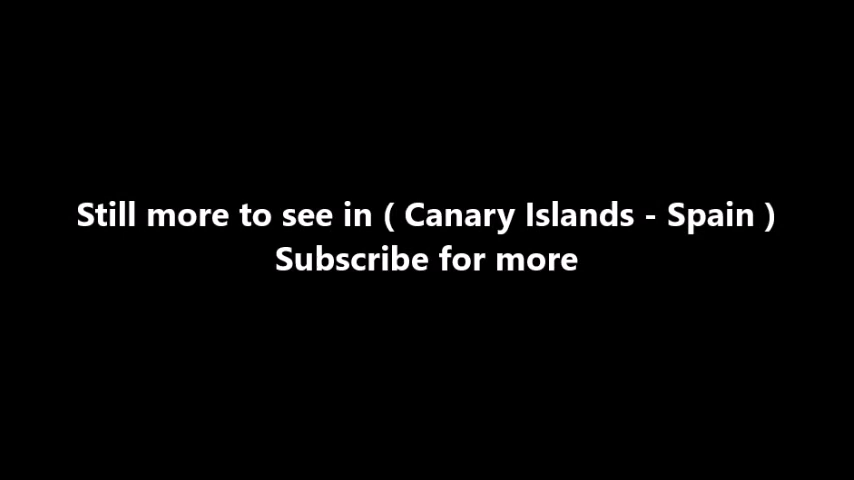 Still more to see in ( Canary Islands - Spain )
Subscribe for more